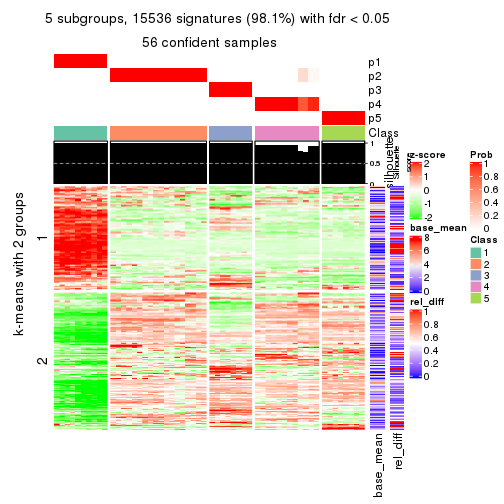 5 subgroups, 15536 signatures (98.1%) with fdr < 0.05
56 confident samples
p1
p2
p3
p4
p5
Class
1
0.5
0
silhouette
Silhouette
score
k-means with 2 groups
1
2
base_mean
rel_diff
z-score
2
1
0
-1
-2
base_mean
8
6
4
2
0
rel_diff
1
0.8
0.6
0.4
0.2
0
Prob
1
0.8
0.6
0.4
0.2
0
Class
1
2
3
4
5